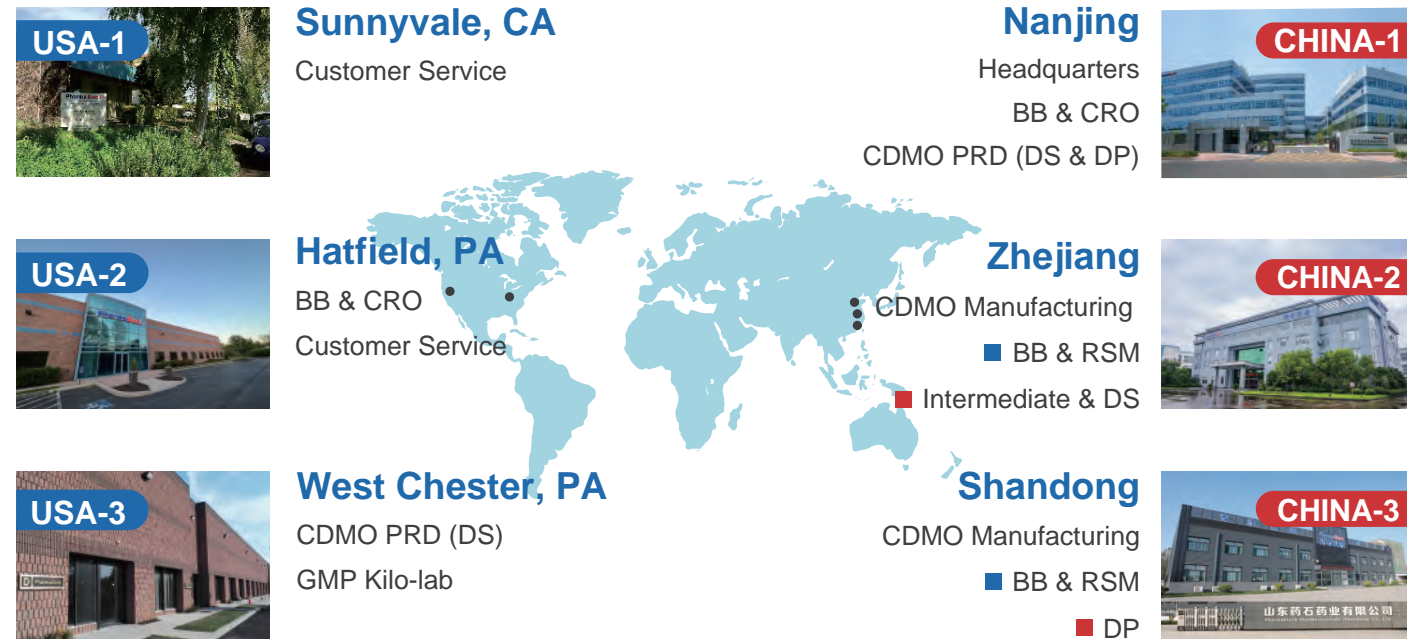 USA-1
Sunnyvale, CA
Customer Service
USA-2
Hatfield, PA
BB & CRO
Customer Service
USA-3
West Chester, PA
CDMO PRD (DS)
GMP Kilo-lab
Nanjing
CHINA-1
Headquarters
BB & CRO
CDMO PRD (DS & DP)
Zhejiang
CHINA-2
CDMO Manufacturing
BB & RSM
Intermediate & DS
Shandong
CHINA-3
CDMO Manufacturing
BB & RSM
DP
山东药石药业有限公司